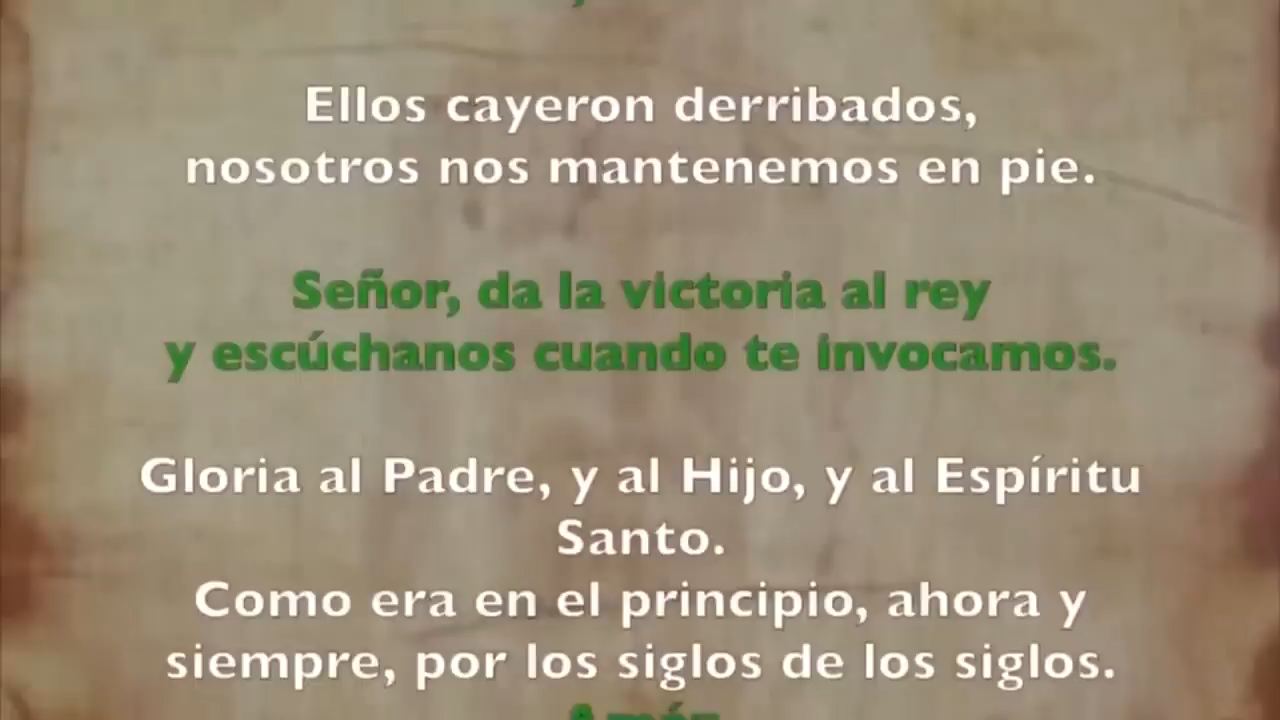 Ellos cayeron derribados,
nosotros nos mantenemos en pie.
Señor, da la victoria al rey
y escúchanos cuando te invocamos.
Gloria al Padre, y al Hijo, y al Espíritu
Santo.
Como era en el principio, ahora y
siempre, por los siglos de los siglos.